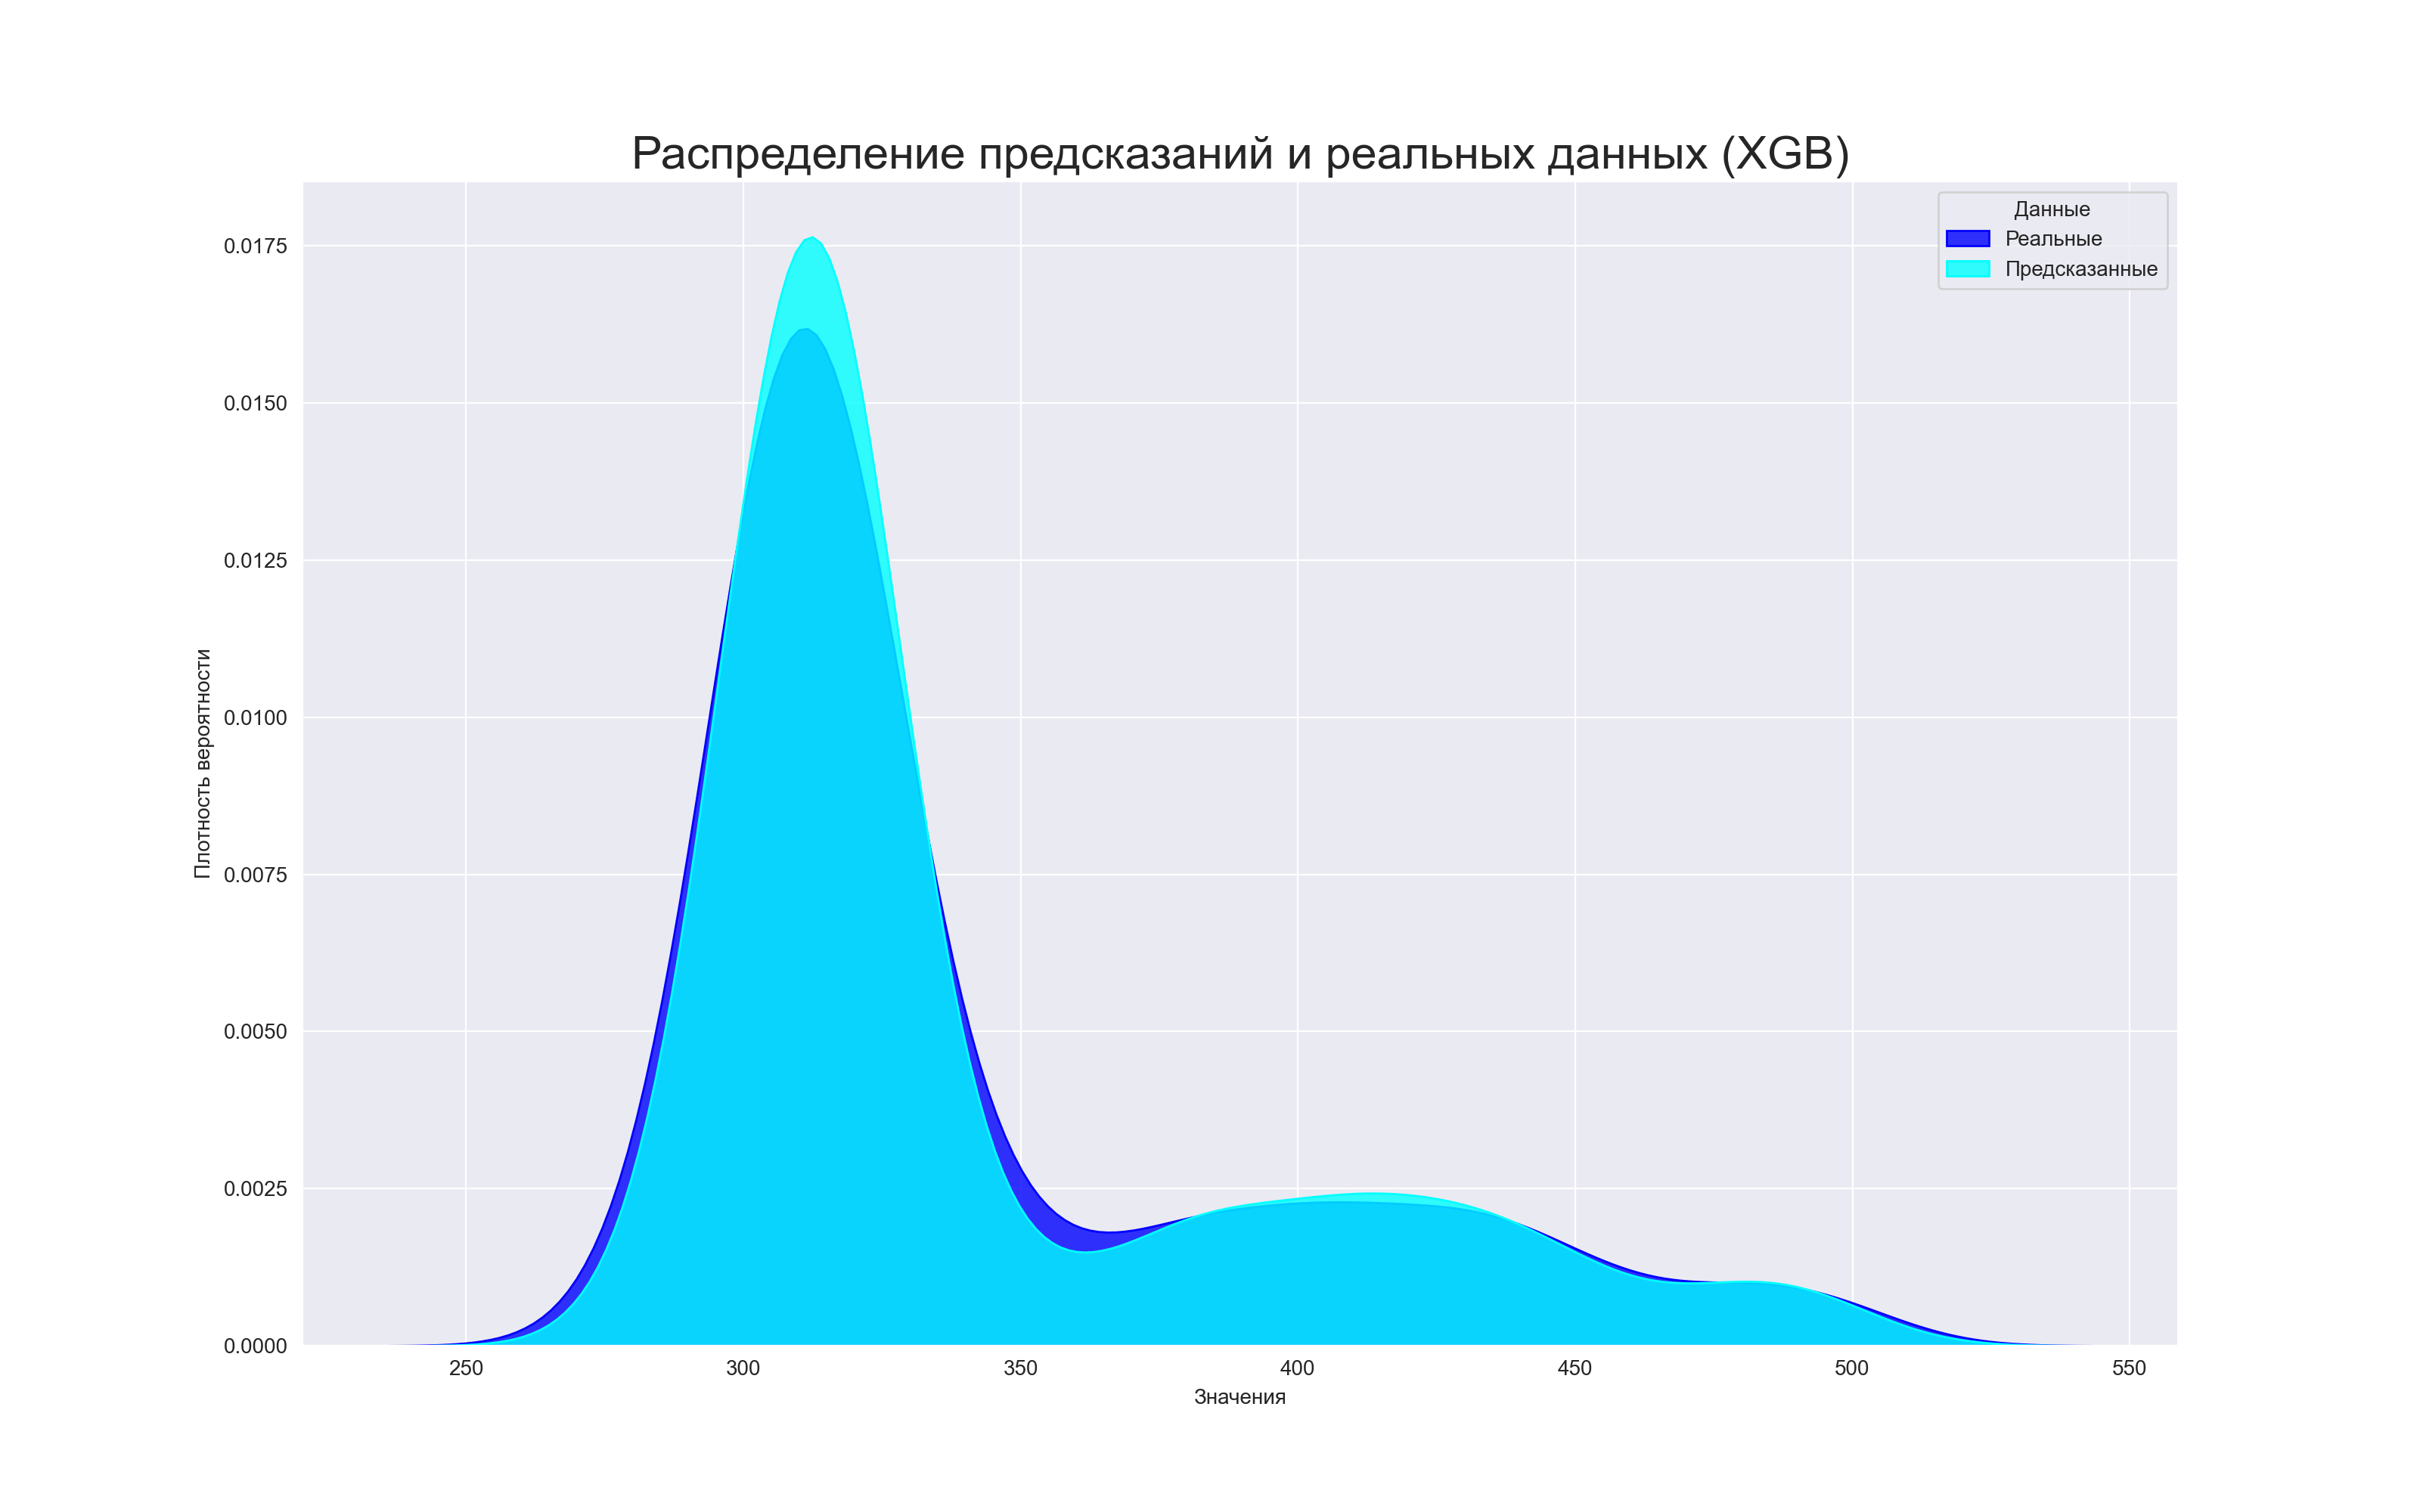 Распределение предсказаний и реальных данных (XGB)
Данные
Реальные
Предсказанные
Плотность вероятности
0.0175
0.0150
0.0125
0.0100
0.0075
0.0050
0.0025
0.0000
250 300 350 400 450 500 550
Значения